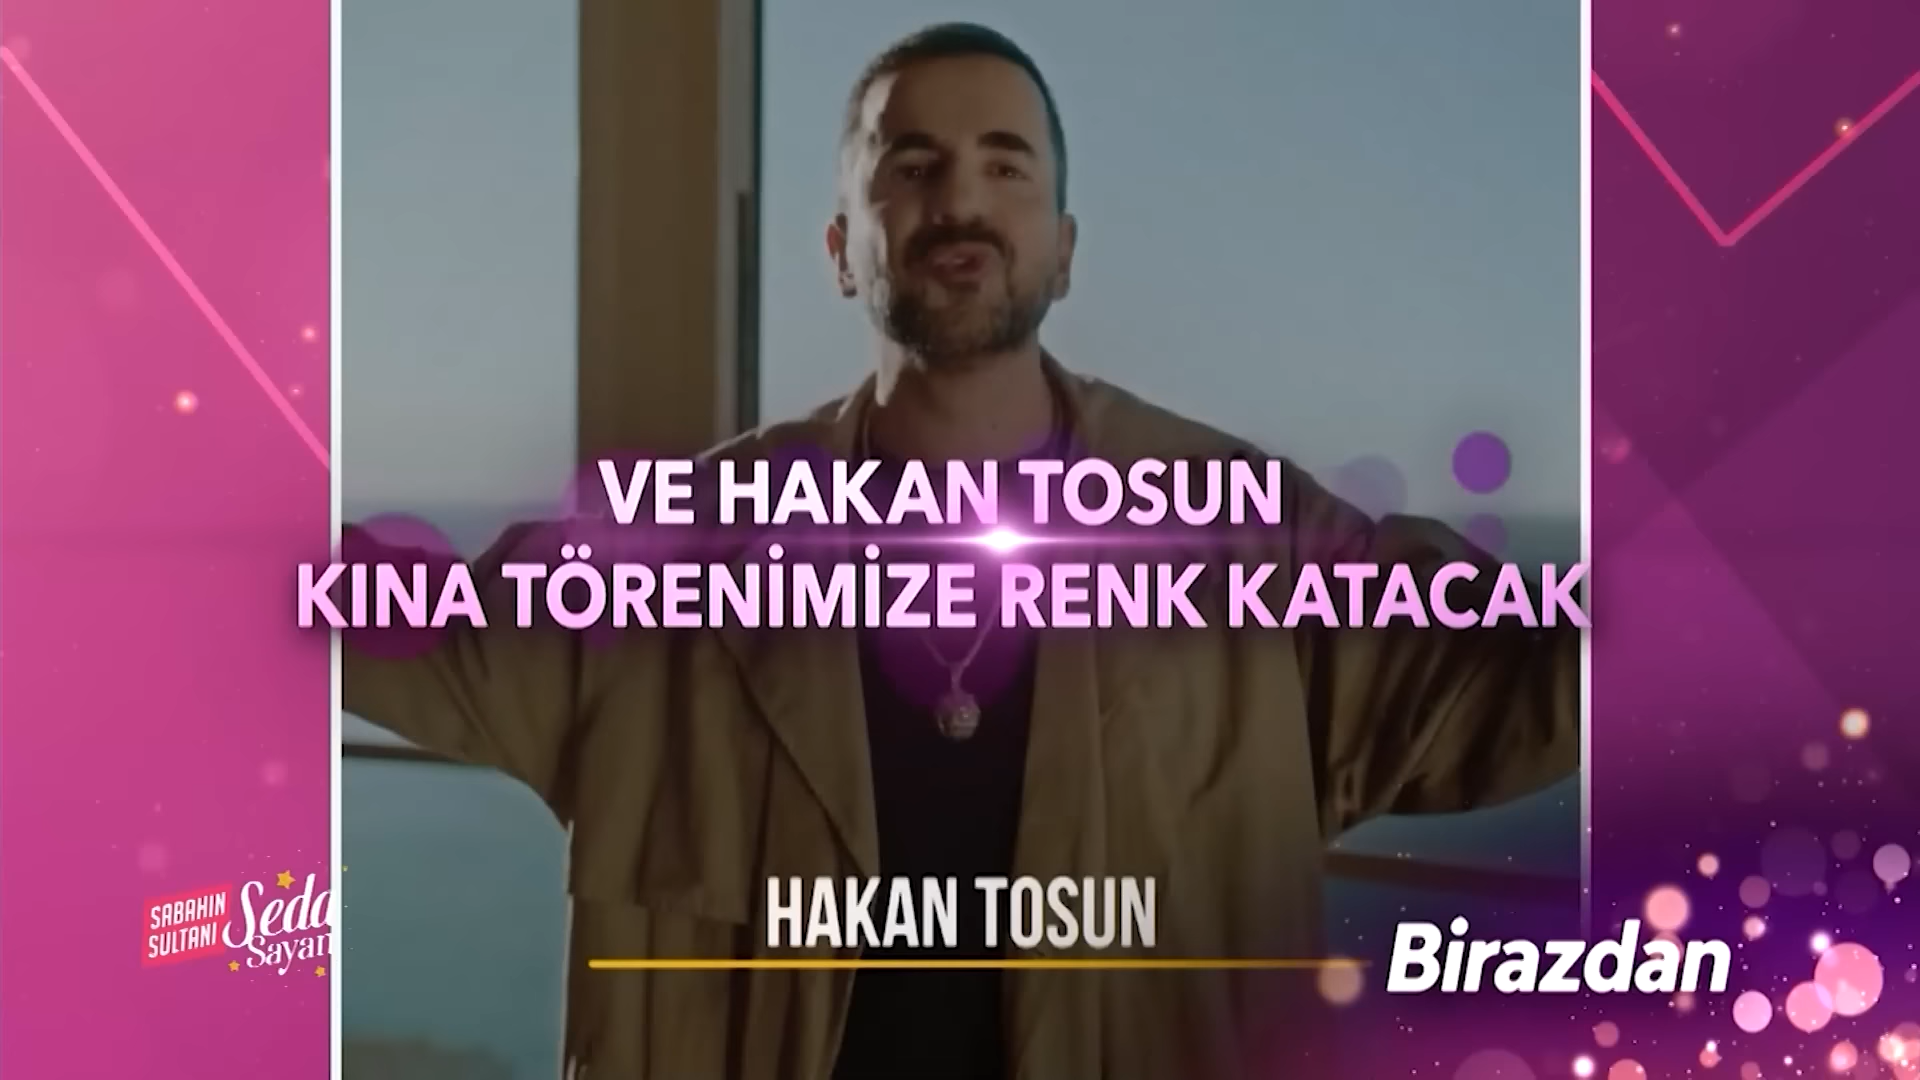 VE HAKAN TOSUN
KINA TÖRENİMİZE RENK KATACAK
HAKAN TOSUN
SABAHIN
SULTANI
Seda
Sayan
Birazdan